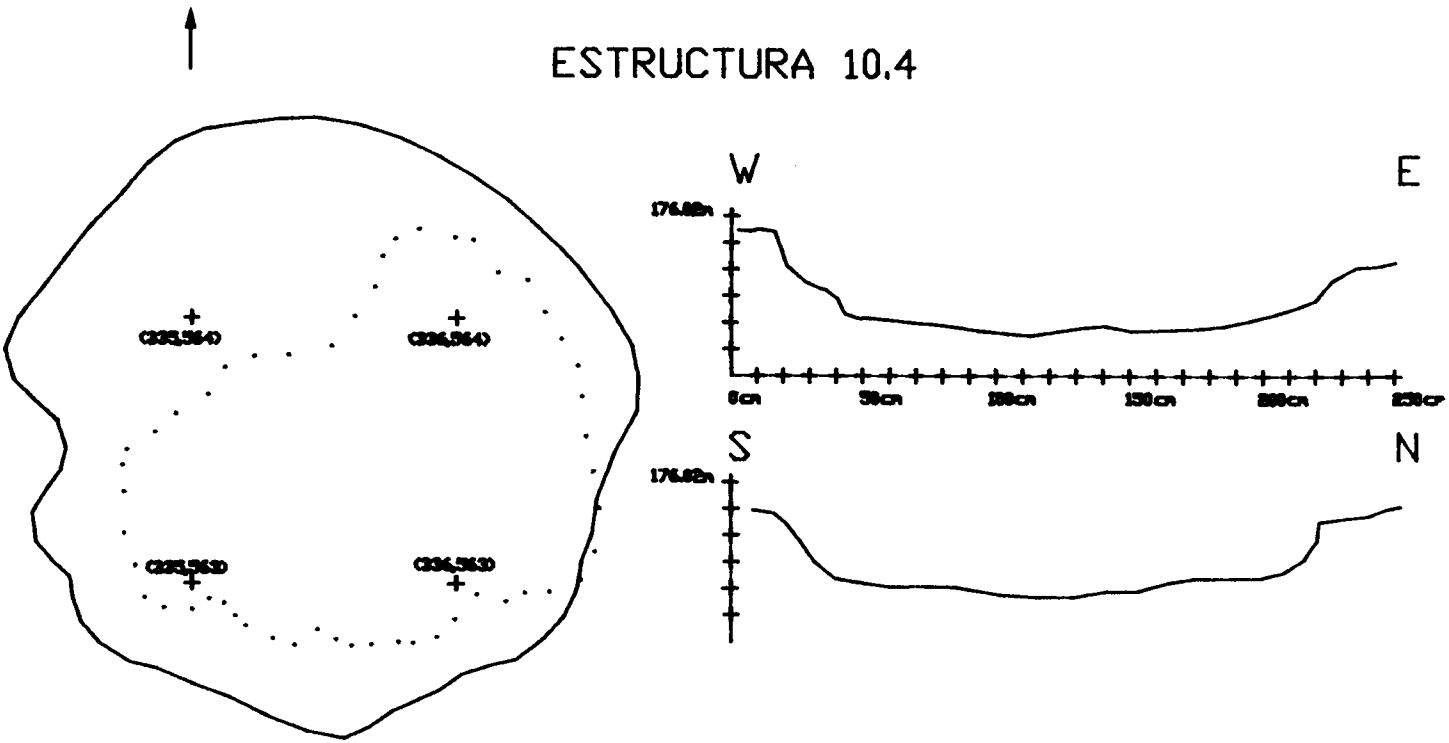 ESTRUCTURA 10.4
W
E
176.82m
0cm 50cm 100cm 150cm 200cm 250cm
S
N
176.82m
(335,564)
(336,564)
(335,563)
(336,563)